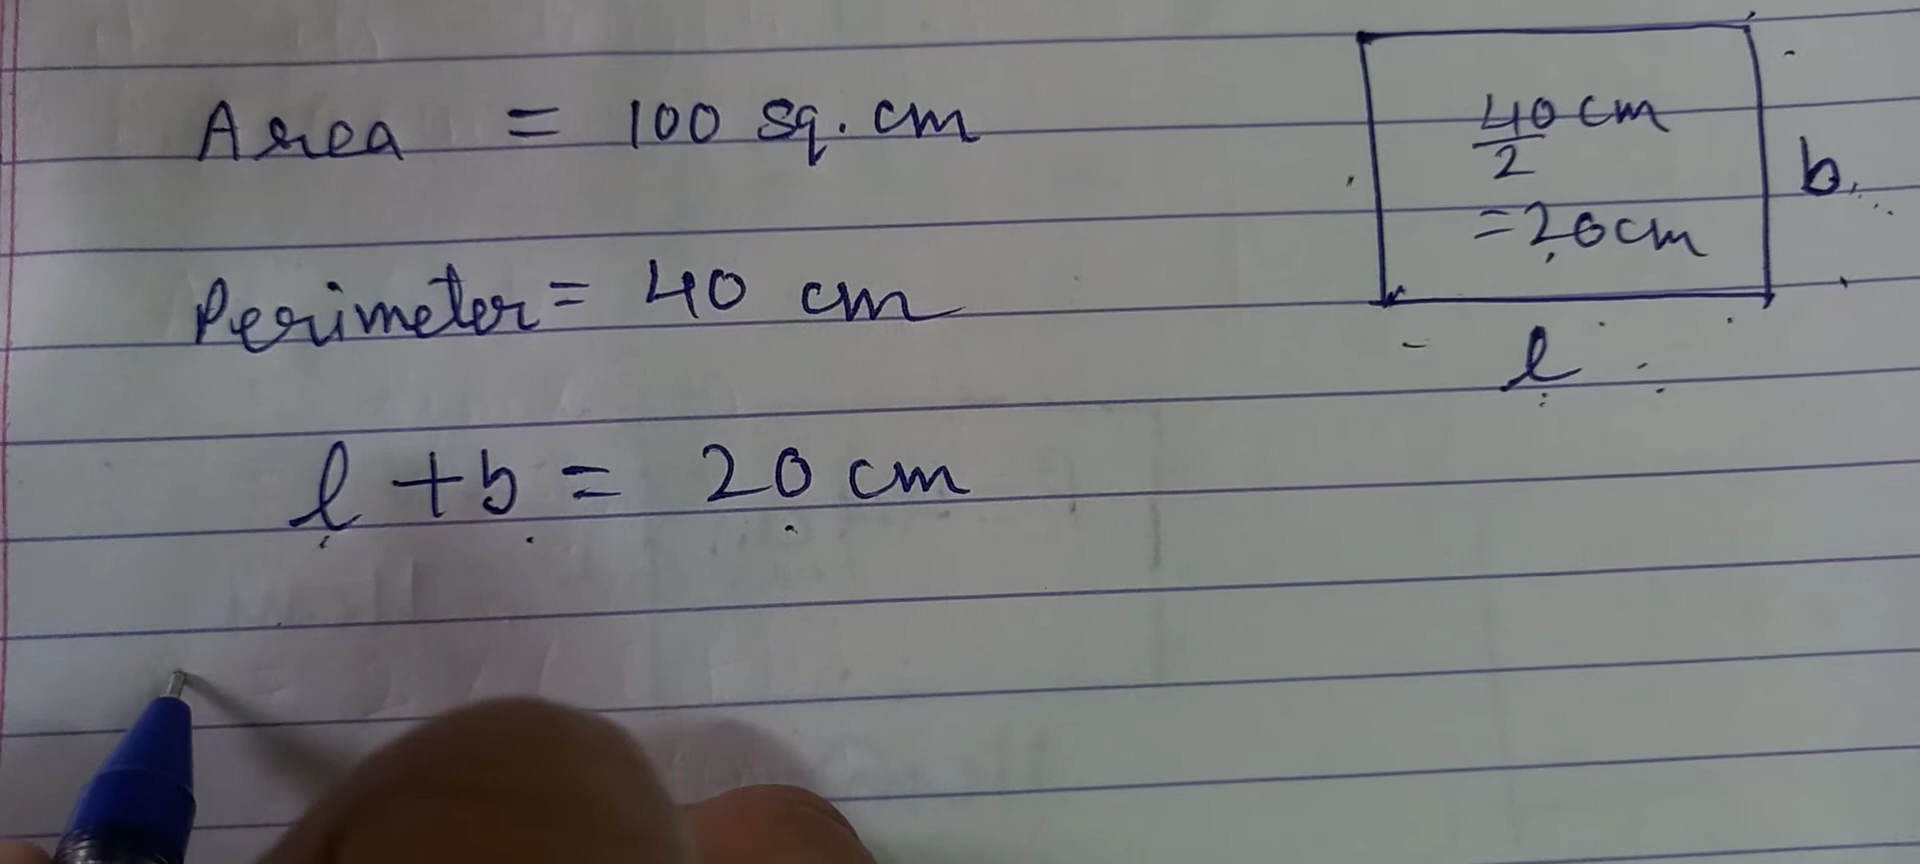 Area = 100 sq. cm
Perimeter = 40 cm
l + b = 20 cm
40 cm
2
= 20 cm
b
l